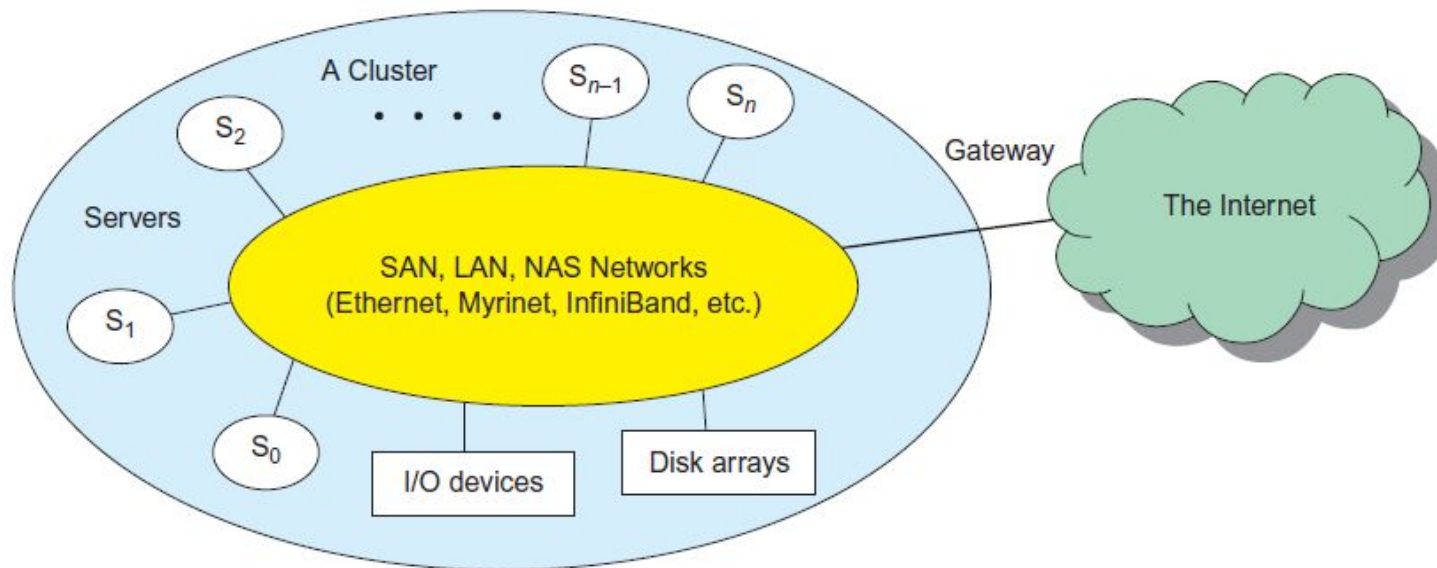 A Cluster
S₂
. . . .
Sₙ₋₁
Sₙ
Servers
Gateway
The Internet
SAN, LAN, NAS Networks
(Ethernet, Myrinet, InfiniBand, etc.)
S₁
S₀
I/O devices
Disk arrays